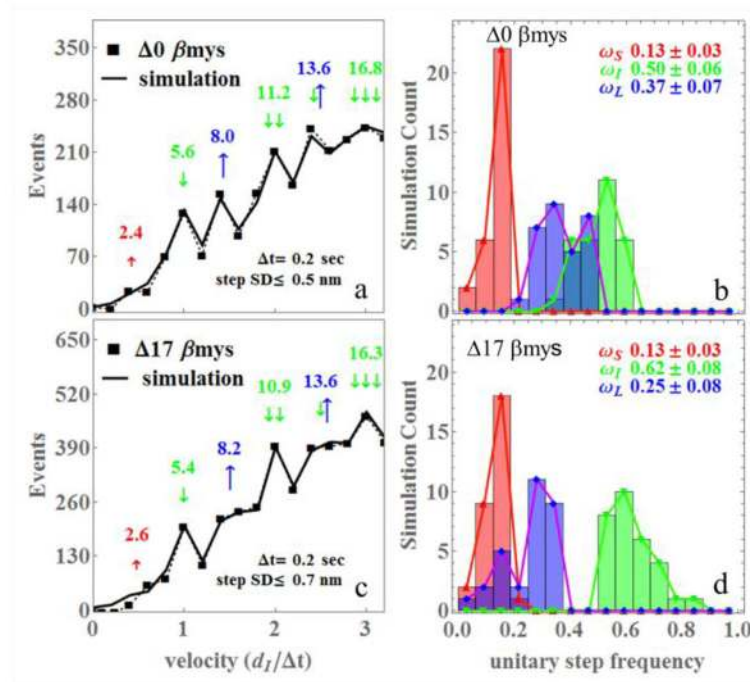 350
280
210
140
70
0
Events
■ Δ0 βmys
— simulation
2.4
↑
5.6
↓
8.0
↑
11.2
↓↓
13.6
↓↑
16.8
↓↓↓
Δt= 0.2 sec
step SD≤ 0.5 nm
a
20
15
10
5
0
Simulation Count
Δ0 βmys
ωS 0.13 ± 0.03
ωI 0.50 ± 0.06
ωL 0.37 ± 0.07
b
650
520
390
260
130
0
Events
■ Δ17 βmys
— simulation
2.6
↑
5.4
↓
8.2
↑
10.9
↓↓
13.6
↓↑
16.3
↓↓↓
Δt= 0.2 sec
step SD≤ 0.7 nm
c
0 1 2 3
velocity (dI/Δt)
20
15
10
5
0
Simulation Count
Δ17 βmys
ωS 0.13 ± 0.03
ωI 0.62 ± 0.08
ωL 0.25 ± 0.08
d
0.0 0.2 0.4 0.6 0.8 1.0
unitary step frequency